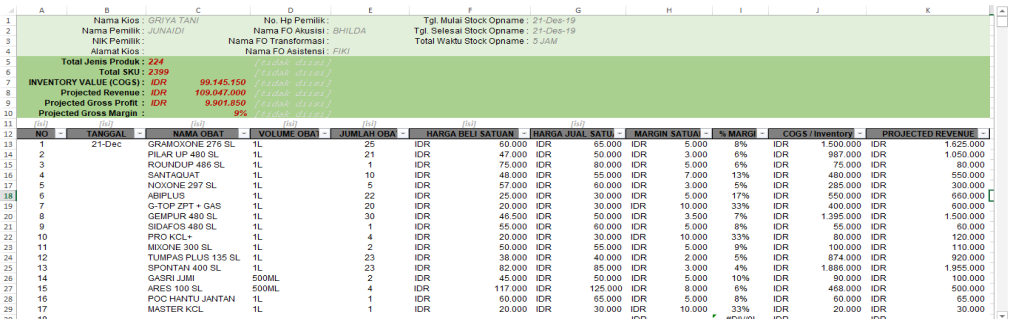 A B C D E F G H I J K
1 Nama Kios : GRIYA TANI No. Hp Pemilik : Tgl. Mulai Stock Opname : 21-Des-19
2 Nama Pemilik : JUNAIDI Nama FO Akusisi : BHILDA Tgl. Selesai Stock Opname : 21-Des-19
3 NIK Pemilik : Nama FO Transformasi : Total Waktu Stock Opname : 5 JAM
4 Alamat Kios : Nama FO Asistensi : FIKI
5 Total Jenis Produk : 224 [tidak diisi]
6 Total SKU : 2399 [tidak diisi]
7 INVENTORY VALUE (COGS) : IDR 99.145.150 [tidak diisi]
8 Projected Revenue : IDR 109.047.000 [tidak diisi]
9 Projected Gross Profit : IDR 9.901.850 [tidak diisi]
10 Projected Gross Margin : 9% [tidak diisi]
11 [isi] [isi] [isi] [isi] [isi] [isi] [isi]
12 NO TANGGAL NAMA OBAT VOLUME OBAT JUMLAH OBA HARGA BELI SATUAN HARGA JUAL SATU MARGIN SATUAI % MARGI COGS / Inventory PROJECTED REVENUE
13 1 21-Dec GRAMOXONE 276 SL 1L 25 IDR 60.000 IDR 65.000 IDR 5.000 8% IDR 1.500.000 IDR 1.625.000
14 2 PILAR UP 480 SL 1L 21 IDR 47.000 IDR 50.000 IDR 3.000 6% IDR 987.000 IDR 1.050.000
15 3 ROUNDUP 486 SL 1L 1 IDR 75.000 IDR 80.000 IDR 5.000 6% IDR 75.000 IDR 80.000
16 4 SANTAQUAT 1L 10 IDR 48.000 IDR 55.000 IDR 7.000 13% IDR 480.000 IDR 550.000
17 5 NOXONE 297 SL 1L 5 IDR 57.000 IDR 60.000 IDR 3.000 5% IDR 285.000 IDR 300.000
18 6 ABIPLUS 1L 22 IDR 25.000 IDR 30.000 IDR 5.000 17% IDR 550.000 IDR 660.000
19 7 G-TOP ZPT + GAS 1L 20 IDR 20.000 IDR 30.000 IDR 10.000 33% IDR 400.000 IDR 600.000
20 8 GEMPUR 480 SL 1L 30 IDR 46.500 IDR 50.000 IDR 3.500 7% IDR 1.395.000 IDR 1.500.000
21 9 SIDAFOS 480 SL 1L 1 IDR 55.000 IDR 60.000 IDR 5.000 8% IDR 55.000 IDR 60.000
22 10 PRO KCL+ 1L 4 IDR 20.000 IDR 30.000 IDR 10.000 33% IDR 80.000 IDR 120.000
23 11 MIXONE 300 SL 1L 2 IDR 50.000 IDR 55.000 IDR 5.000 9% IDR 100.000 IDR 110.000
24 12 TUMPAS PLUS 135 SL 1L 23 IDR 38.000 IDR 40.000 IDR 2.000 5% IDR 874.000 IDR 920.000
25 13 SPONTAN 400 SL 1L 23 IDR 82.000 IDR 85.000 IDR 3.000 4% IDR 1.886.000 IDR 1.955.000
26 14 GASRI JJMI 500ML 2 IDR 45.000 IDR 50.000 IDR 5.000 10% IDR 90.000 IDR 100.000
27 15 ARES 100 SL 500ML 4 IDR 117.000 IDR 125.000 IDR 8.000 6% IDR 468.000 IDR 500.000
28 16 POC HANTU JANTAN 1L 1 IDR 60.000 IDR 65.000 IDR 5.000 8% IDR 60.000 IDR 65.000
29 17 MASTER KCL 1L 1 IDR 20.000 IDR 30.000 IDR 10.000 33% IDR 20.000 IDR 30.000